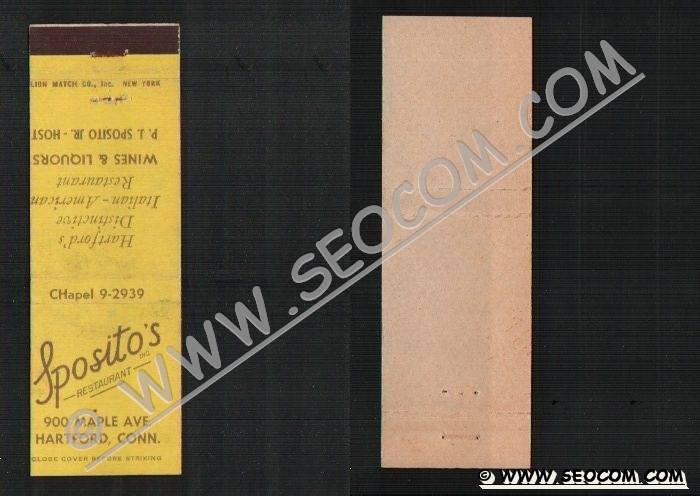 LION MATCH CO., Inc. NEW YORK
Hartford's
Distinctive
Italian - American
Restaurant
WINES & LIQUORS
P. J. SPOSITO JR. - HOST
CHapel 9-2939
Sposito's
RESTAURANT INC.
900 MAPLE AVE.
HARTFORD, CONN.
CLOSE COVER BEFORE STRIKING
© WWW.SEOCOM.COM
© www.SEOCOM.COM